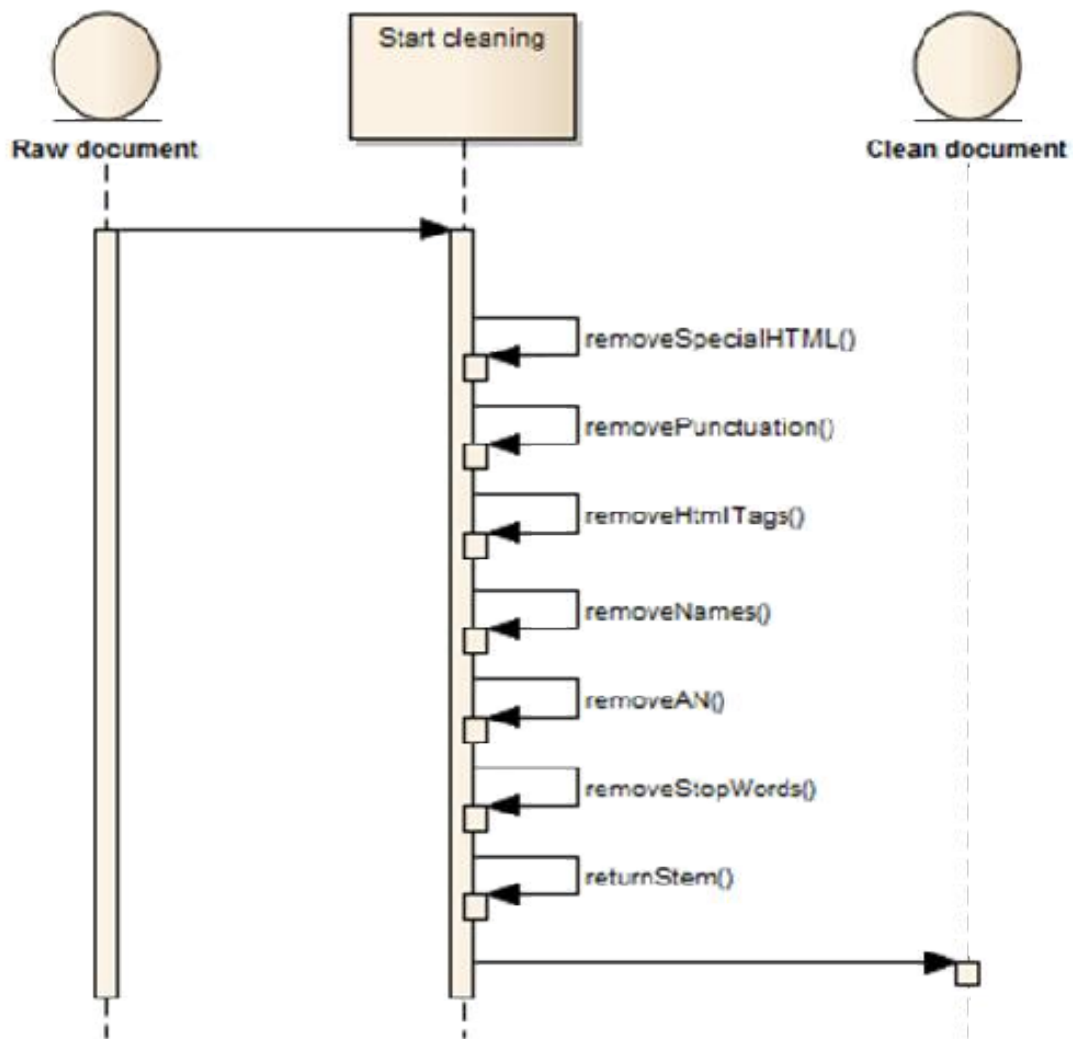 Start cleaning
Raw document
Clean document
removeSpecialHTML()
removePunctuation()
removeHtmlTags()
removeNames()
removeAN()
removeStopWords()
returnStem()